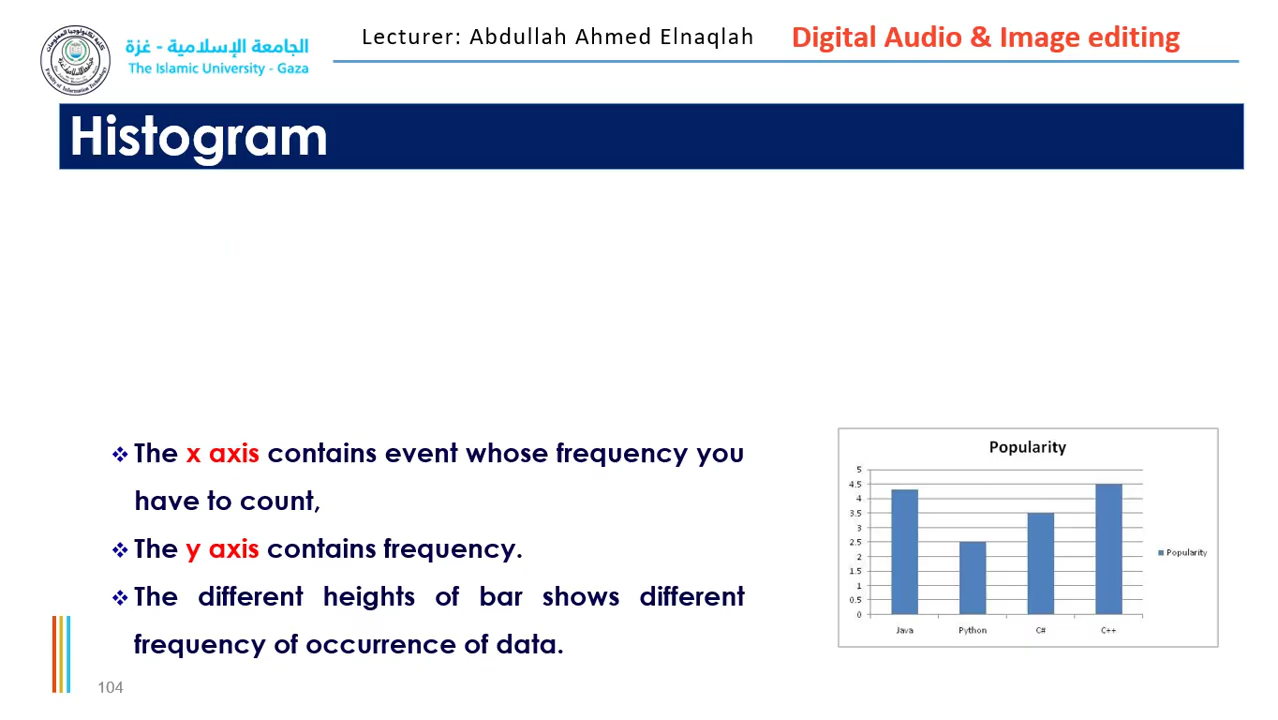 الجامعة الإسلامية - غزة
The Islamic University - Gaza
Lecturer: Abdullah Ahmed Elnaqlah
Digital Audio & Image editing
Histogram
❖ The x axis contains event whose frequency you
have to count,
❖ The y axis contains frequency.
❖ The different heights of bar shows different
frequency of occurrence of data.
Popularity
5
4.5
4
3.5
3
2.5
2
1.5
1
0.5
0
Java Python C# C++
Popularity
104